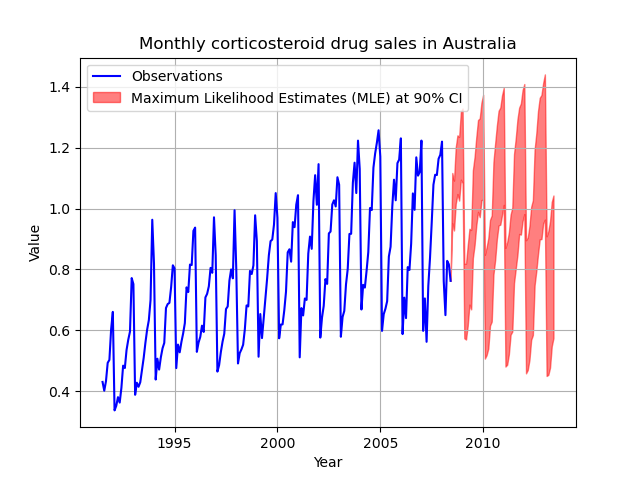 Monthly corticosteroid drug sales in Australia
Observations
Maximum Likelihood Estimates (MLE) at 90% CI
Value
1.4
1.2
1.0
0.8
0.6
0.4
1995
2000
2005
2010
Year